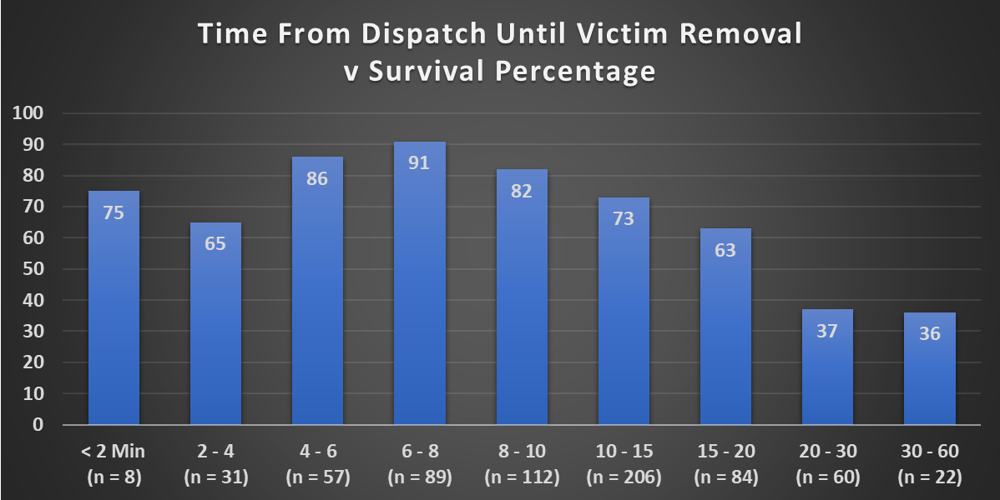 Time From Dispatch Until Victim Removal
v Survival Percentage
100
90
80
70
60
50
40
30
20
10
0
75
65
86
91
82
73
63
37
36
< 2 Min
(n = 8)
2 - 4
(n = 31)
4 - 6
(n = 57)
6 - 8
(n = 89)
8 - 10
(n = 112)
10 - 15
(n = 206)
15 - 20
(n = 84)
20 - 30
(n = 60)
30 - 60
(n = 22)